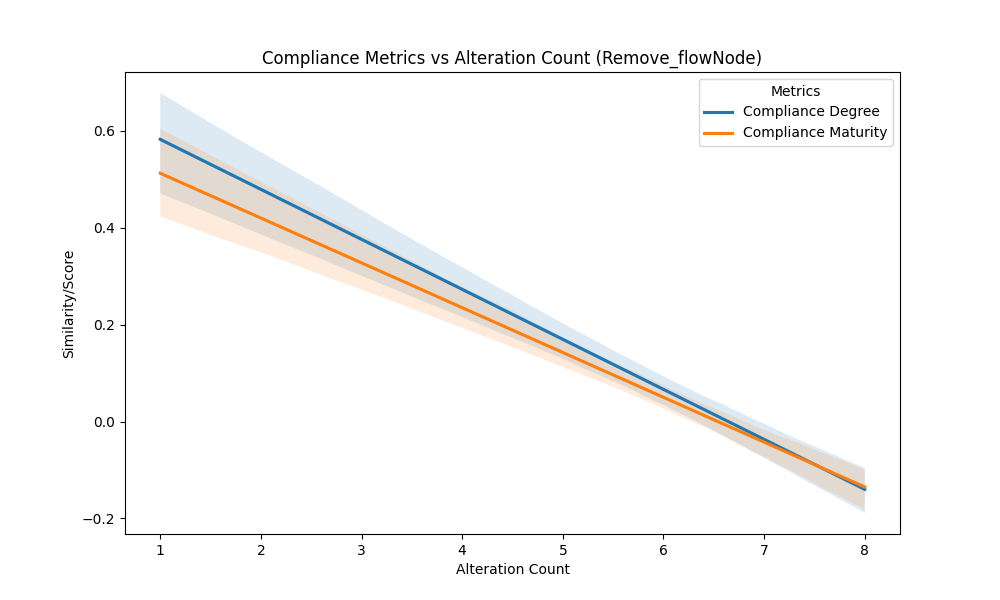 Compliance Metrics vs Alteration Count (Remove_flowNode)
Metrics
Compliance Degree
Compliance Maturity
Similarity/Score
0.6
0.4
0.2
0.0
−0.2
1 2 3 4 5 6 7 8
Alteration Count